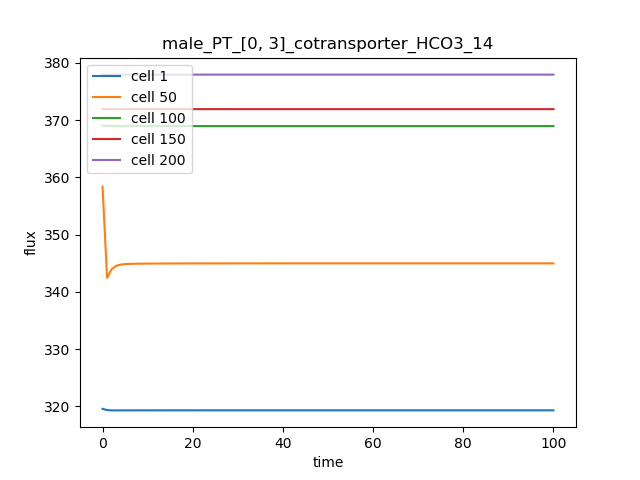 male_PT_[0, 3]_cotransporter_HCO3_14
380
370
360
350
340
330
320
flux
cell 1
cell 50
cell 100
cell 150
cell 200
0
20
40
60
80
100
time